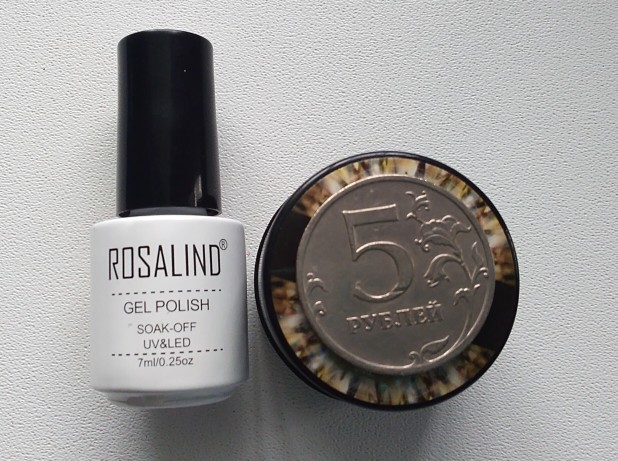 ROSALIND®
GEL POLISH
SOAK-OFF
UV&LED
7ml/0.25oz
5
РУБЛЕЙ